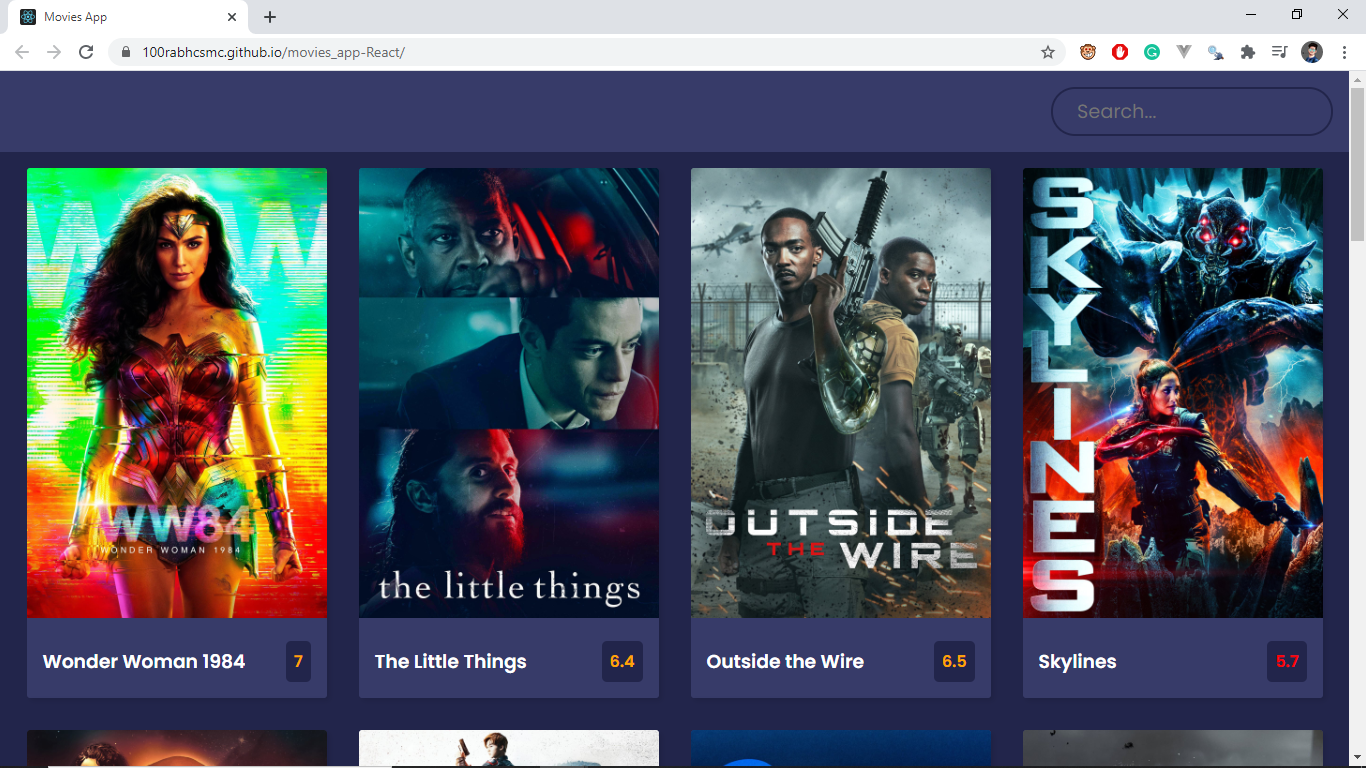 Movies App
100rabhcsmc.github.io/movies_app-React/
Search...
WW84
WONDER WOMAN 1984
the little things
OUTSIDE
THE WIRE
SKYLINES
Wonder Woman 1984
7
The Little Things
6.4
Outside the Wire
6.5
Skylines
5.7